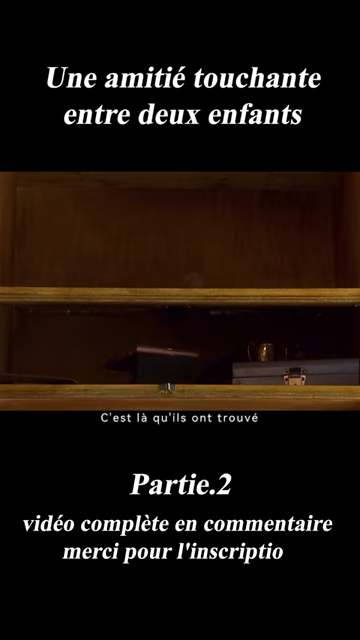 Une amitié touchante
entre deux enfants
C'est là qu'ils ont trouvé
Partie.2
vidéo complète en commentaire
merci pour l'inscriptio